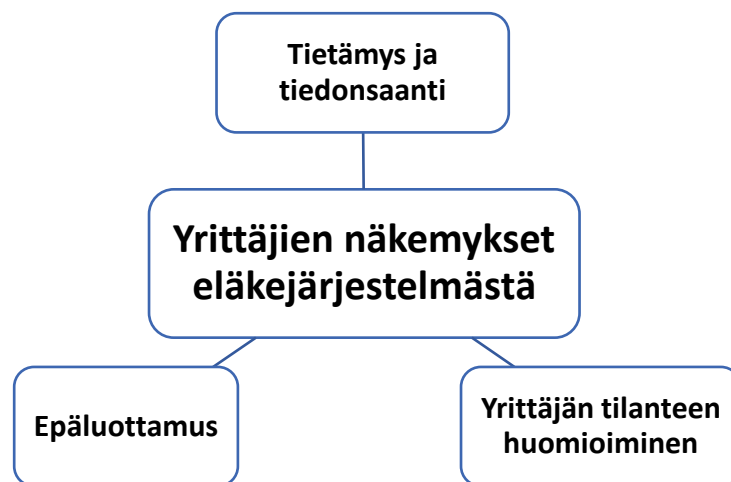 Tietämys ja
tiedonsaanti
Yrittäjien näkemykset
eläkejärjestelmästä
Epäluottamus
Yrittäjän tilanteen
huomioiminen